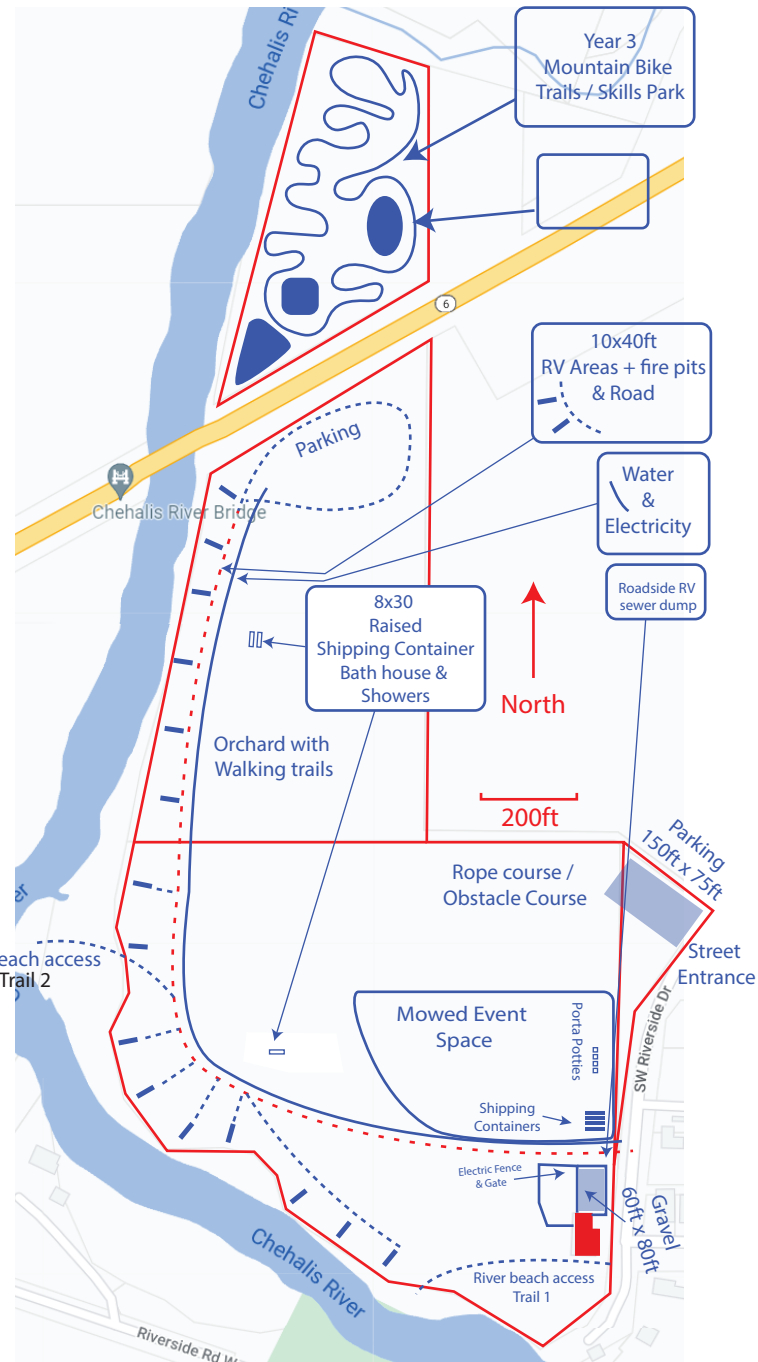 Chehalis Ri
Year 3
Mountain Bike
Trails / Skills Park
6
10x40ft
RV Areas + fire pits
& Road
Parking
Water
&
Electricity
Chehalis River Bridge
Roadside RV
sewer dump
8x30
Raised
Shipping Container
Bath house &
Showers
North
Orchard with
Walking trails
200ft
Parking
150ft x 75ft
Rope course /
Obstacle Course
er
Street
Entrance
each access
Trail 2
Mowed Event
Space
Porta Potties
SW Riverside Dr
Shipping
Containers
Electric Fence
& Gate
Gravel
60ft x 80ft
Chehalis River
River beach access
Trail 1
Riverside Rd W